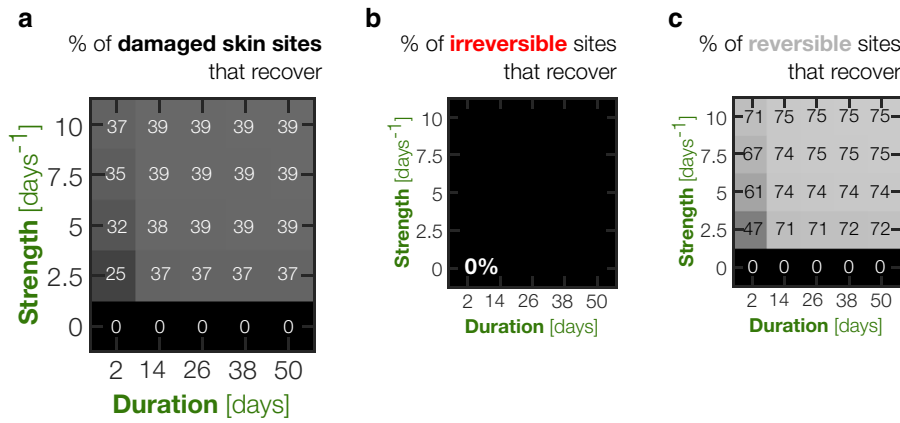 a
% of damaged skin sites
that recover
Strength [days-1]
10 37 39 39 39 39
7.5 35 39 39 39 39
5 32 38 39 39 39
2.5 25 37 37 37 37
0 0 0 0 0 0
2 14 26 38 50
Duration [days]
b
% of irreversible sites
that recover
Strength [days-1]
10
7.5
5
2.5
0 0%
2 14 26 38 50
Duration [days]
c
% of reversible sites
that recover
Strength [days-1]
10 71 75 75 75 75
7.5 67 74 75 75 75
5 61 74 74 74 74
2.5 47 71 71 72 72
0 0 0 0 0 0
2 14 26 38 50
Duration [days]